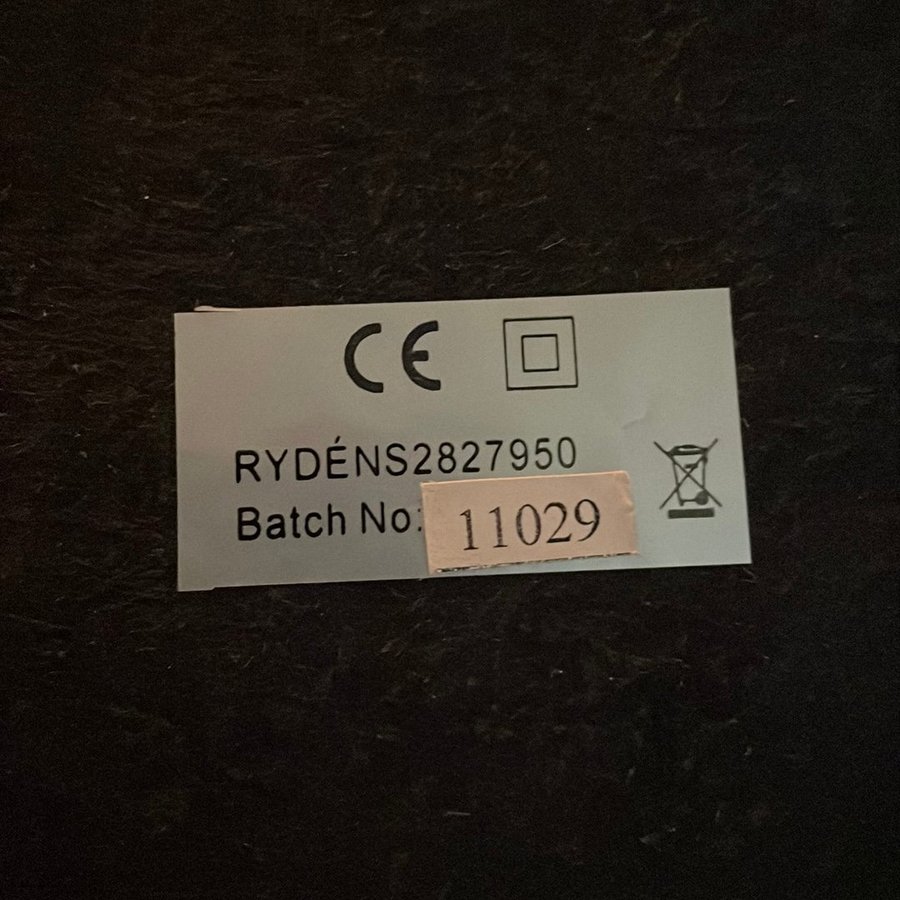 CE
RYDÉNS2827950
Batch No: 11029